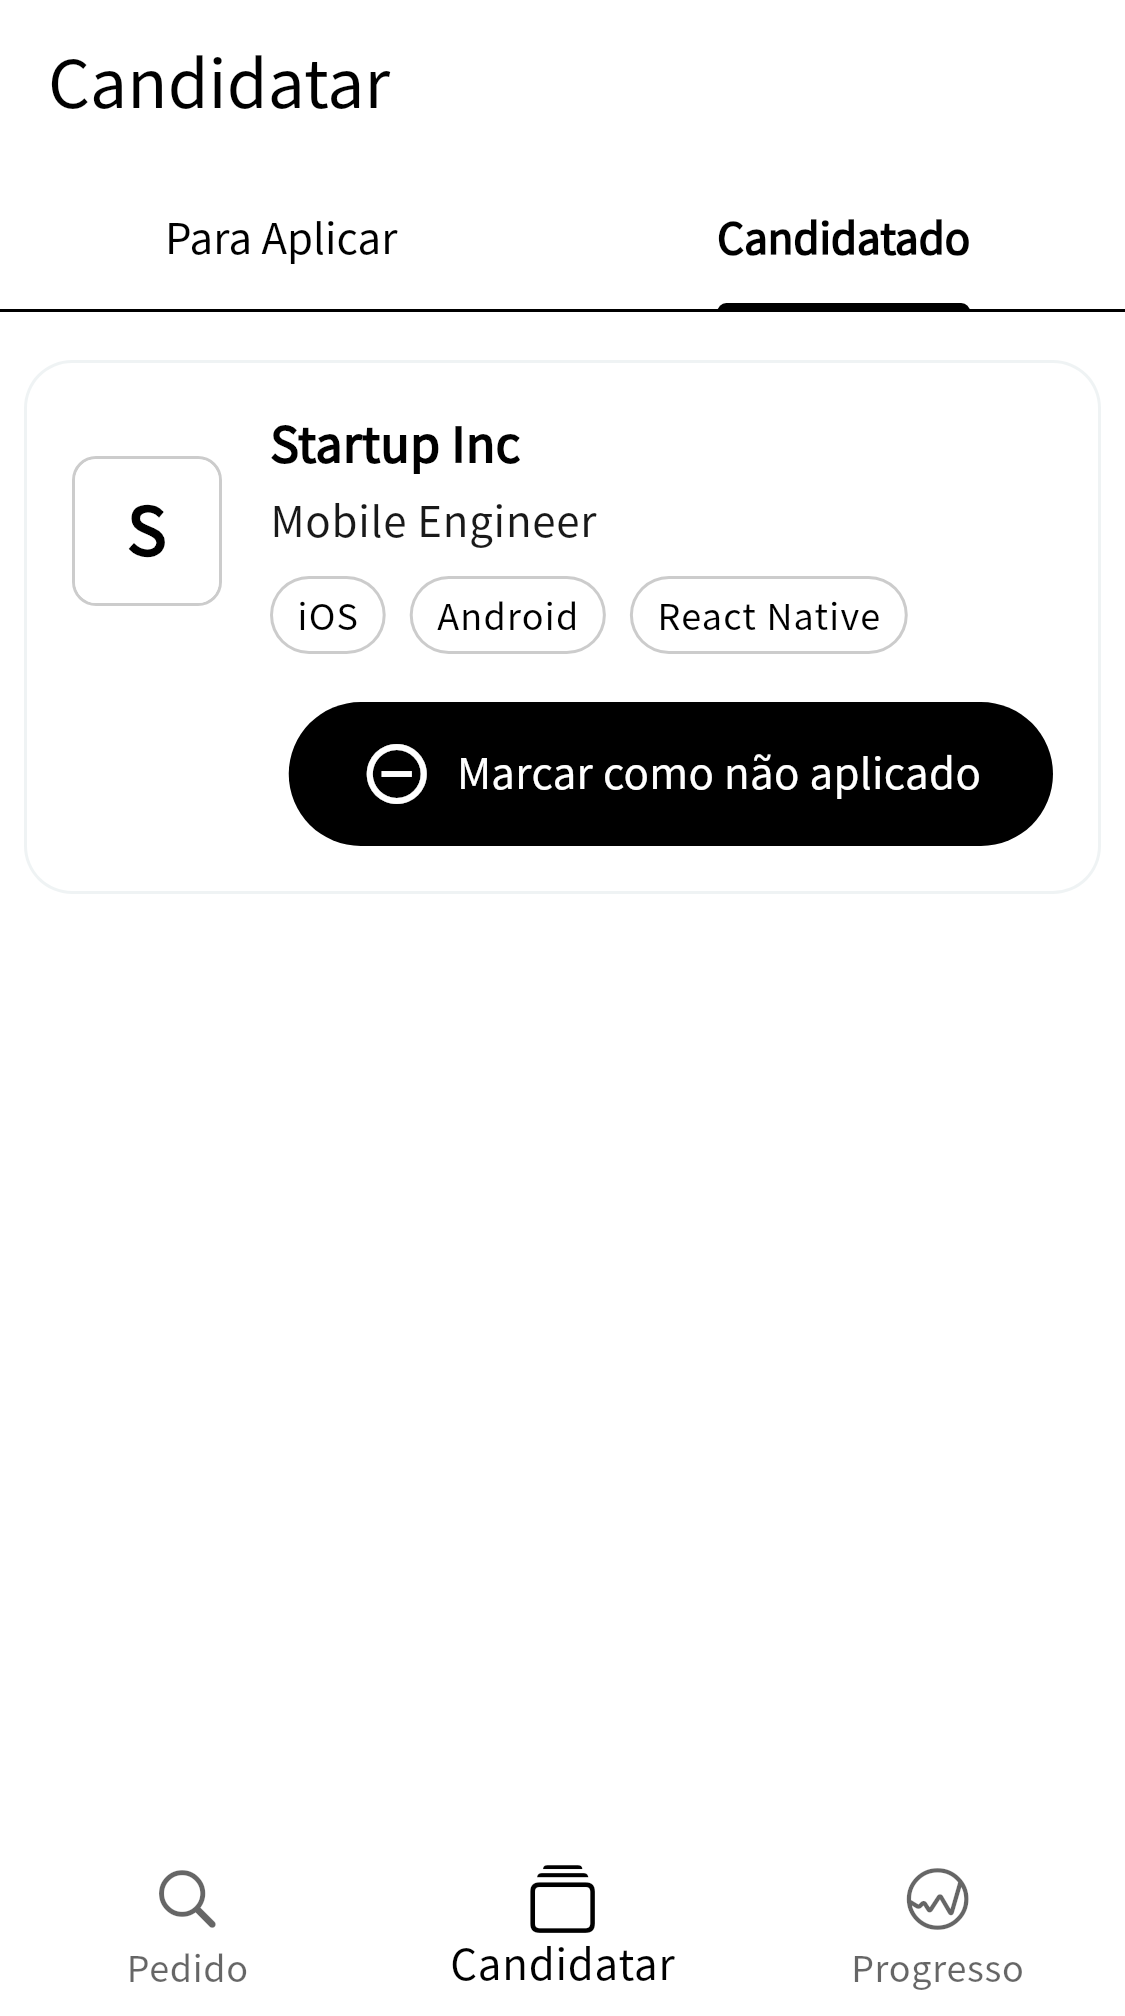 Candidatar
Para Aplicar
Candidatado
Startup Inc
S
Mobile Engineer
iOS
Android
React Native
Marcar como não aplicado
Pedido
Candidatar
Progresso